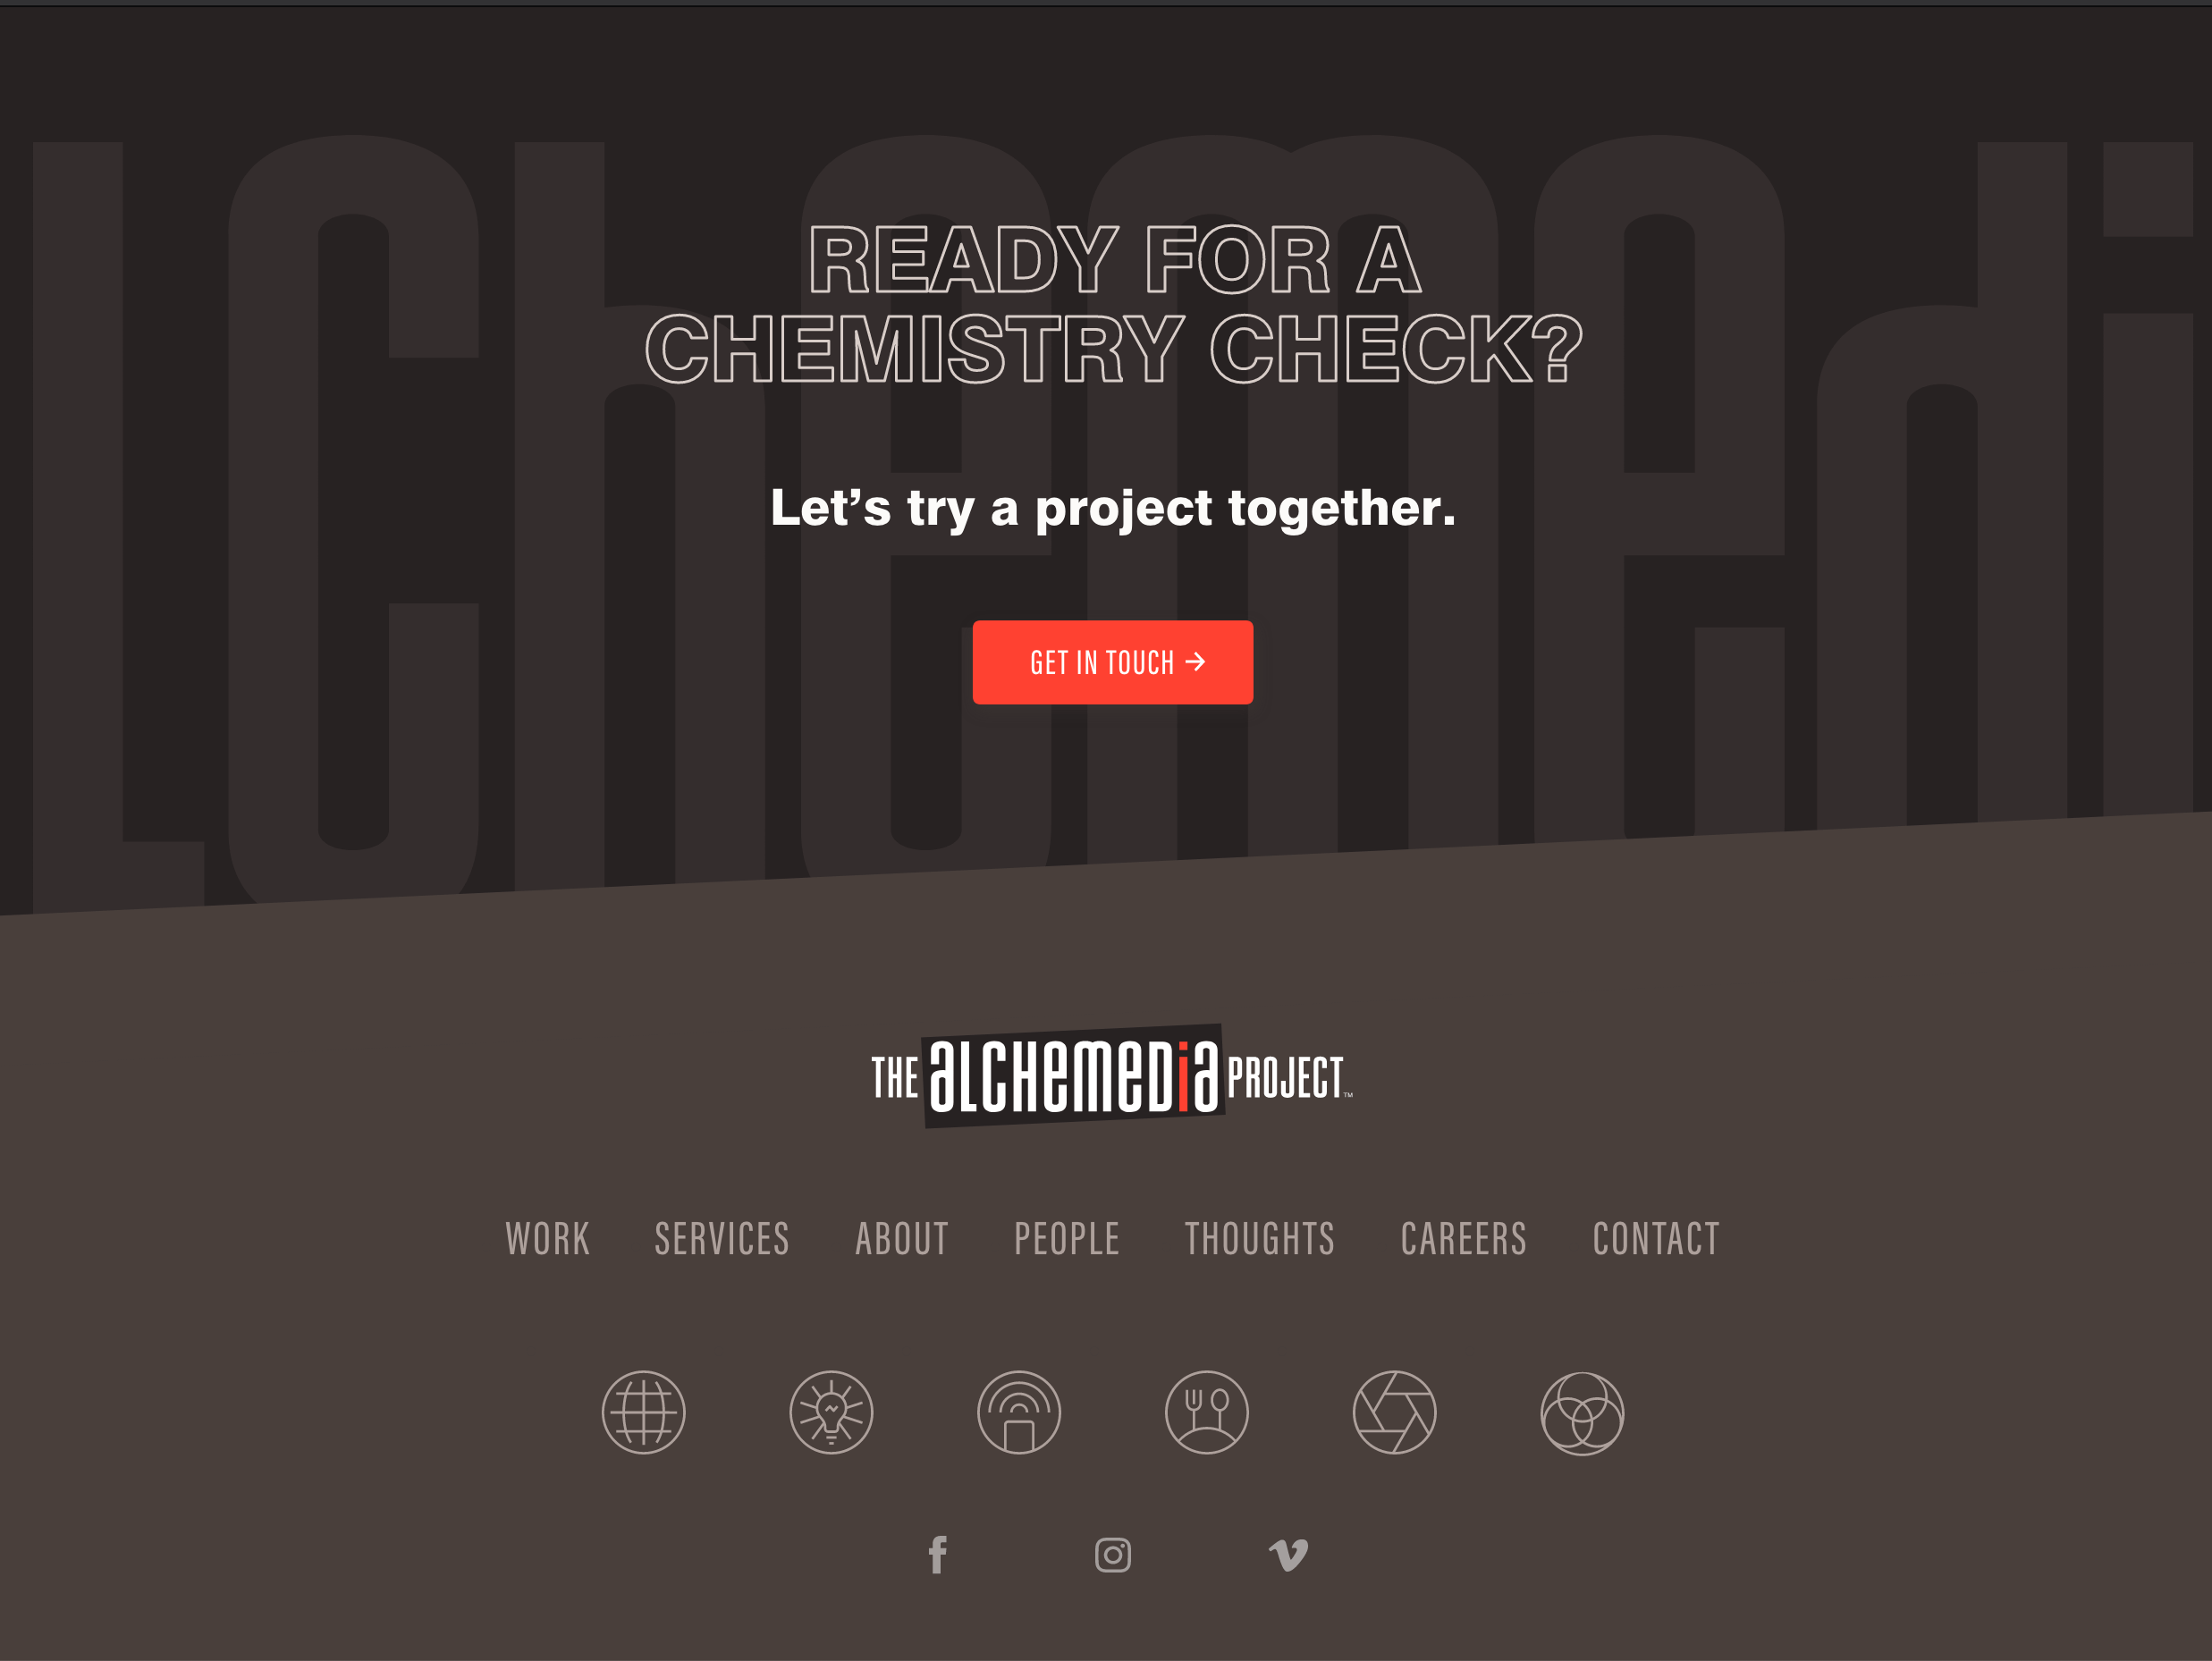 LChemedi
READY FOR A
CHEMISTRY CHECK?
Let’s try a project together.
GET IN TOUCH →
THE aLCHemeDia PROJECT™
WORK SERVICES ABOUT PEOPLE THOUGHTS CAREERS CONTACT